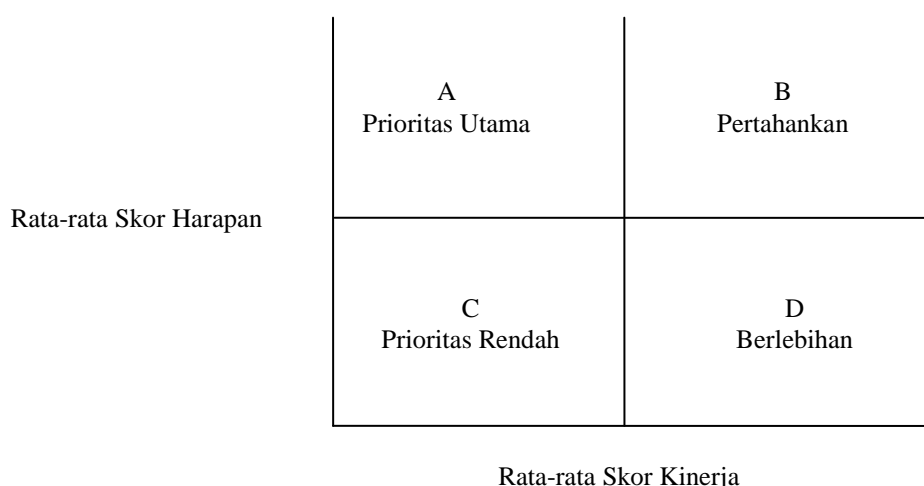 A
Prioritas Utama
B
Pertahankan
Rata-rata Skor Harapan
C
Prioritas Rendah
D
Berlebihan
Rata-rata Skor Kinerja